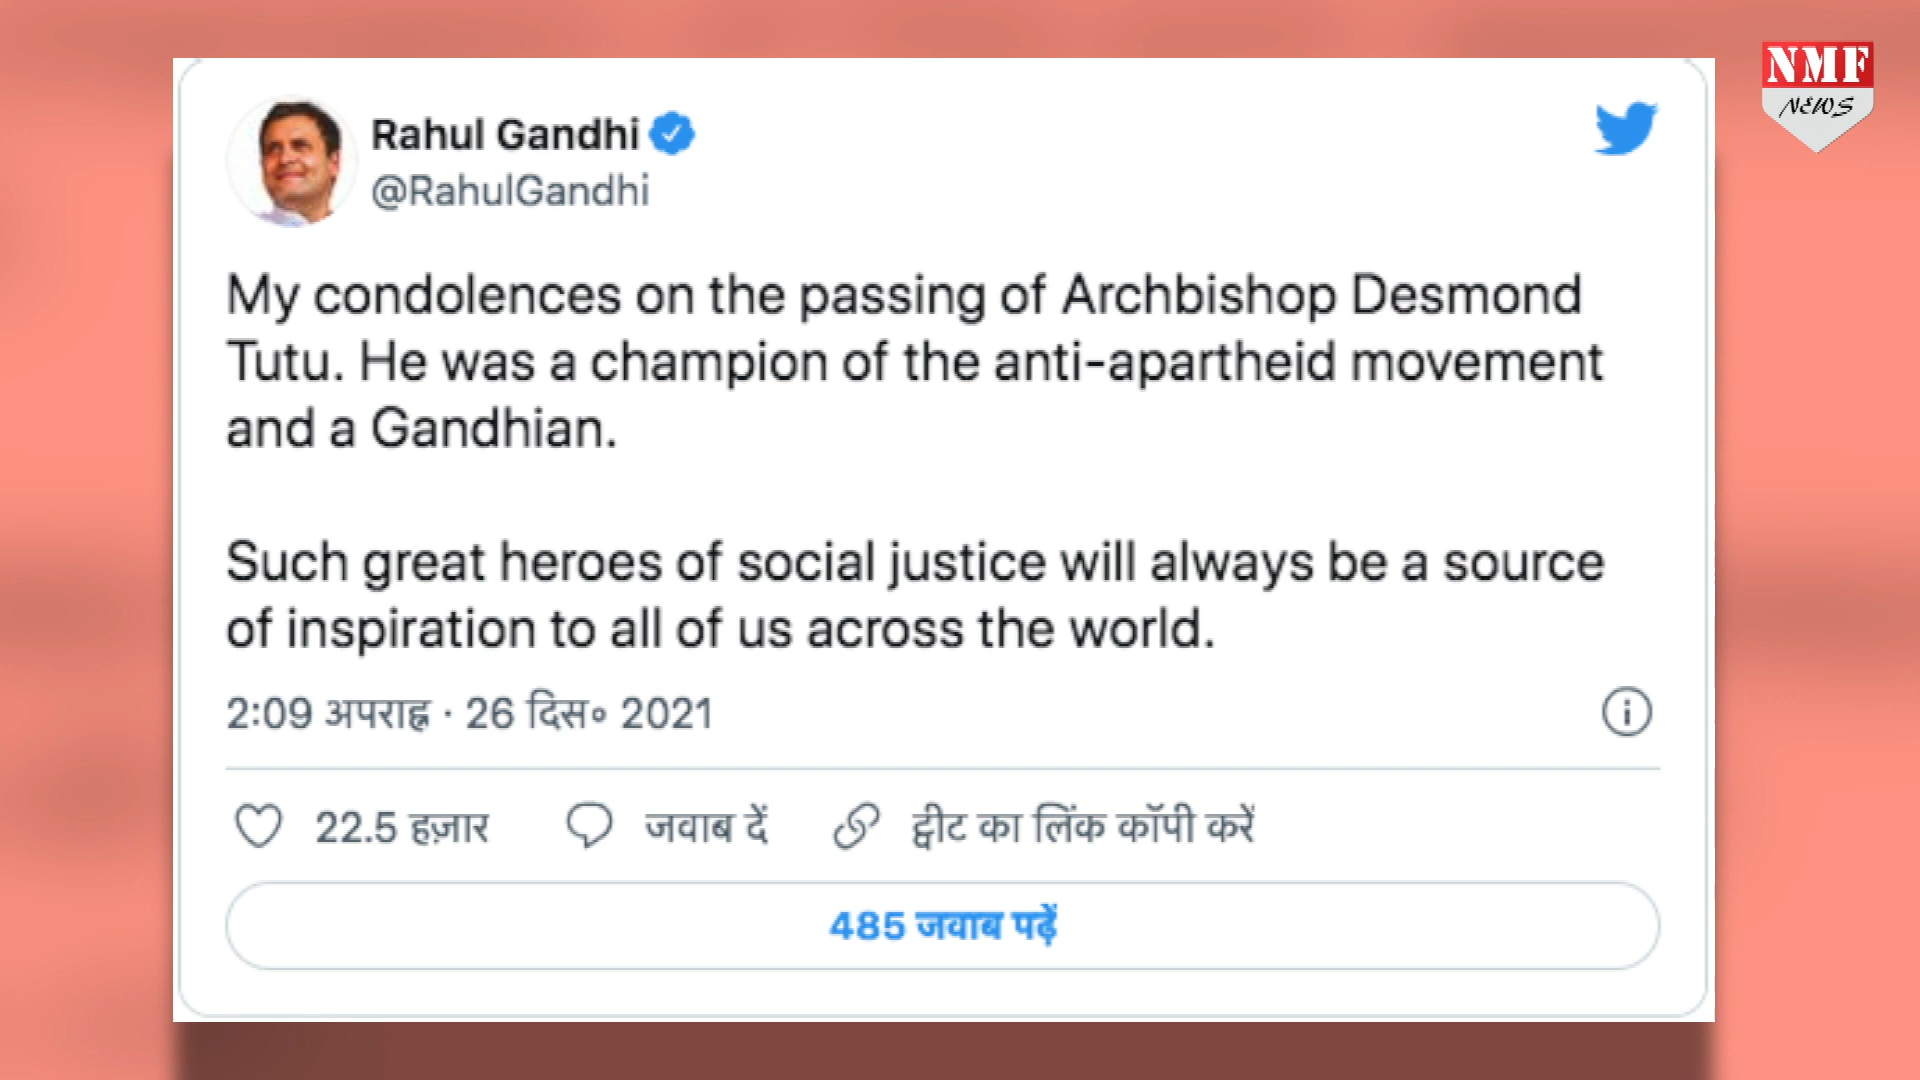 NMF
NEWS
Rahul Gandhi
@RahulGandhi
My condolences on the passing of Archbishop Desmond
Tutu. He was a champion of the anti-apartheid movement
and a Gandhian.
Such great heroes of social justice will always be a source
of inspiration to all of us across the world.
2:09 अपराह्न · 26 दिस॰ 2021
22.5 हज़ार जवाब दें ट्वीट का लिंक कॉपी करें
485 जवाब पढ़ें